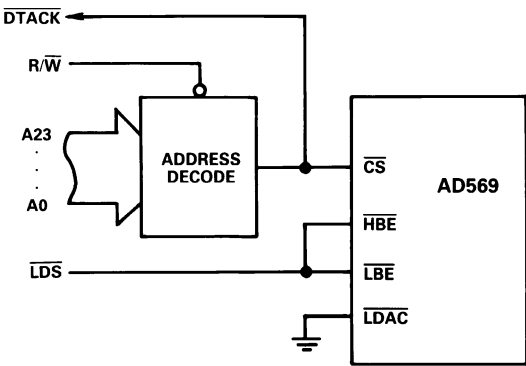 DTACK
R/W
A23
.
.
.
A0
ADDRESS
DECODE
CS
AD569
HBE
LDS
LBE
LDAC